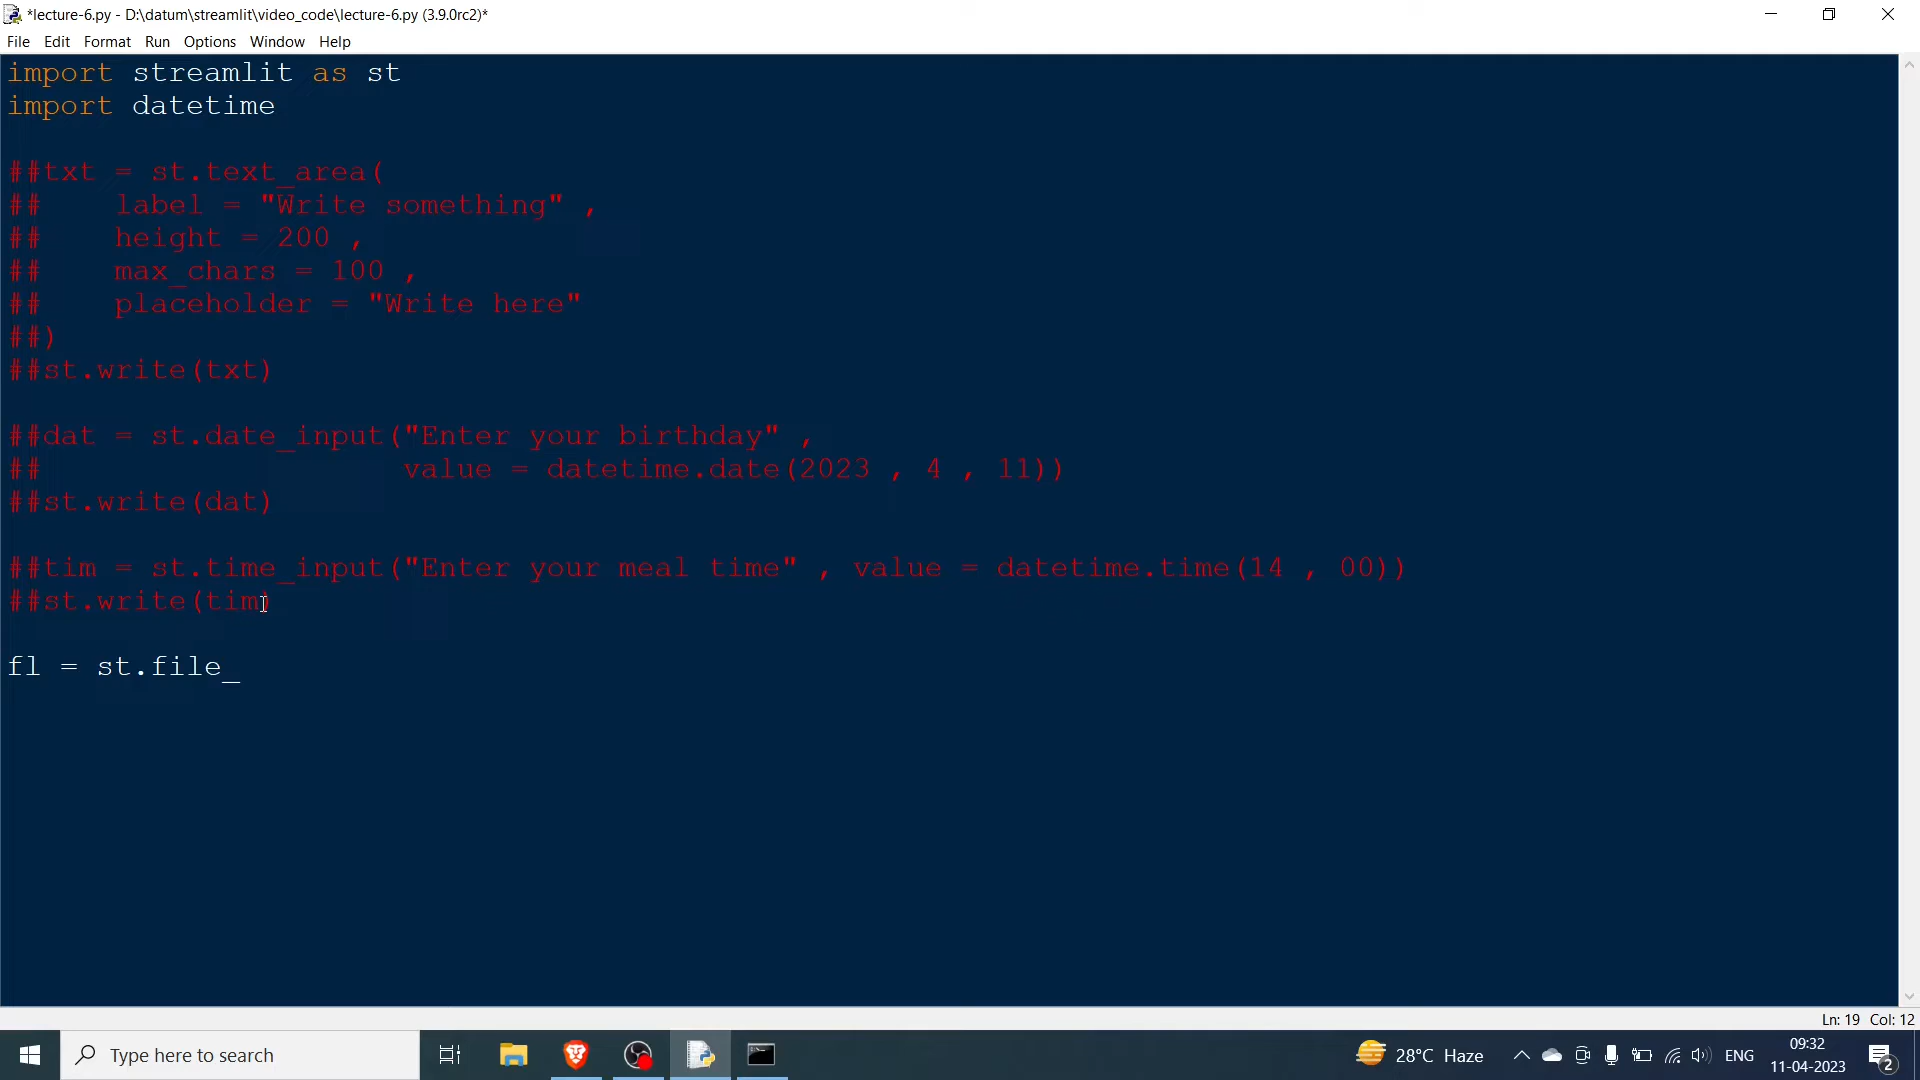 *lecture-6.py - D:\datum\streamlit\video_code\lecture-6.py (3.9.0rc2)*
File Edit Format Run Options Window Help
import streamlit as st
import datetime
##txt = st.text_area(
##    label = "Write something" ,
##    height = 200 ,
##    max_chars = 100 ,
##    placeholder = "Write here"
##)
##st.write(txt)
##dat = st.date_input("Enter your birthday" ,
##                    value = datetime.date(2023 , 4 , 11))
##st.write(dat)
##tim = st.time_input("Enter your meal time" , value = datetime.time(14 , 00))
##st.write(tim)
fl = st.file_
Ln: 19 Col: 12
Type here to search
28°C Haze
ENG
09:32
11-04-2023
2